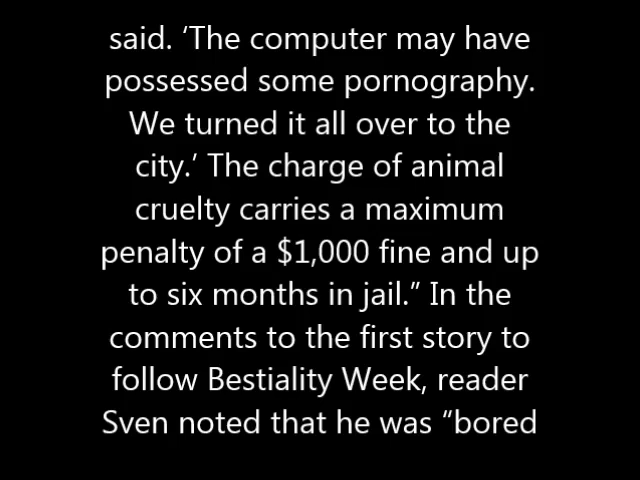 said. ‘The computer may have
possessed some pornography.
We turned it all over to the
city.’ The charge of animal
cruelty carries a maximum
penalty of a $1,000 fine and up
to six months in jail.” In the
comments to the first story to
follow Bestiality Week, reader
Sven noted that he was “bored